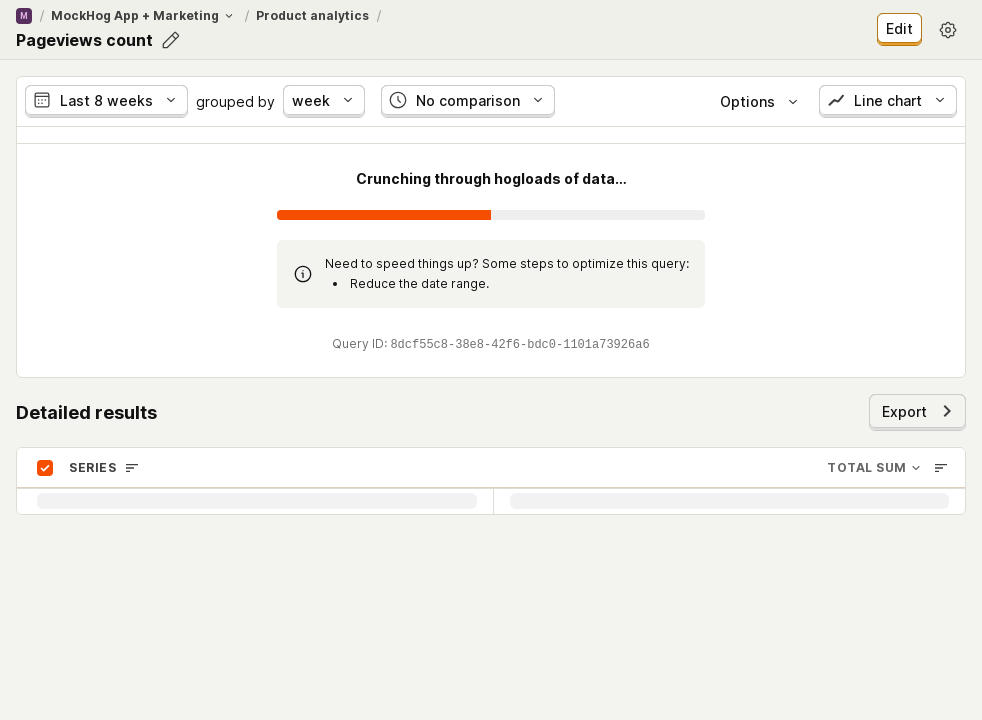 M / MockHog App + Marketing / Product analytics /
Pageviews count
Edit
Last 8 weeks grouped by week No comparison Options Line chart
Crunching through hogloads of data...
Need to speed things up? Some steps to optimize this query:
• Reduce the date range.
Query ID: 8dcf55c8-38e8-42f6-bdc0-1101a73926a6
Detailed results
Export
SERIES TOTAL SUM